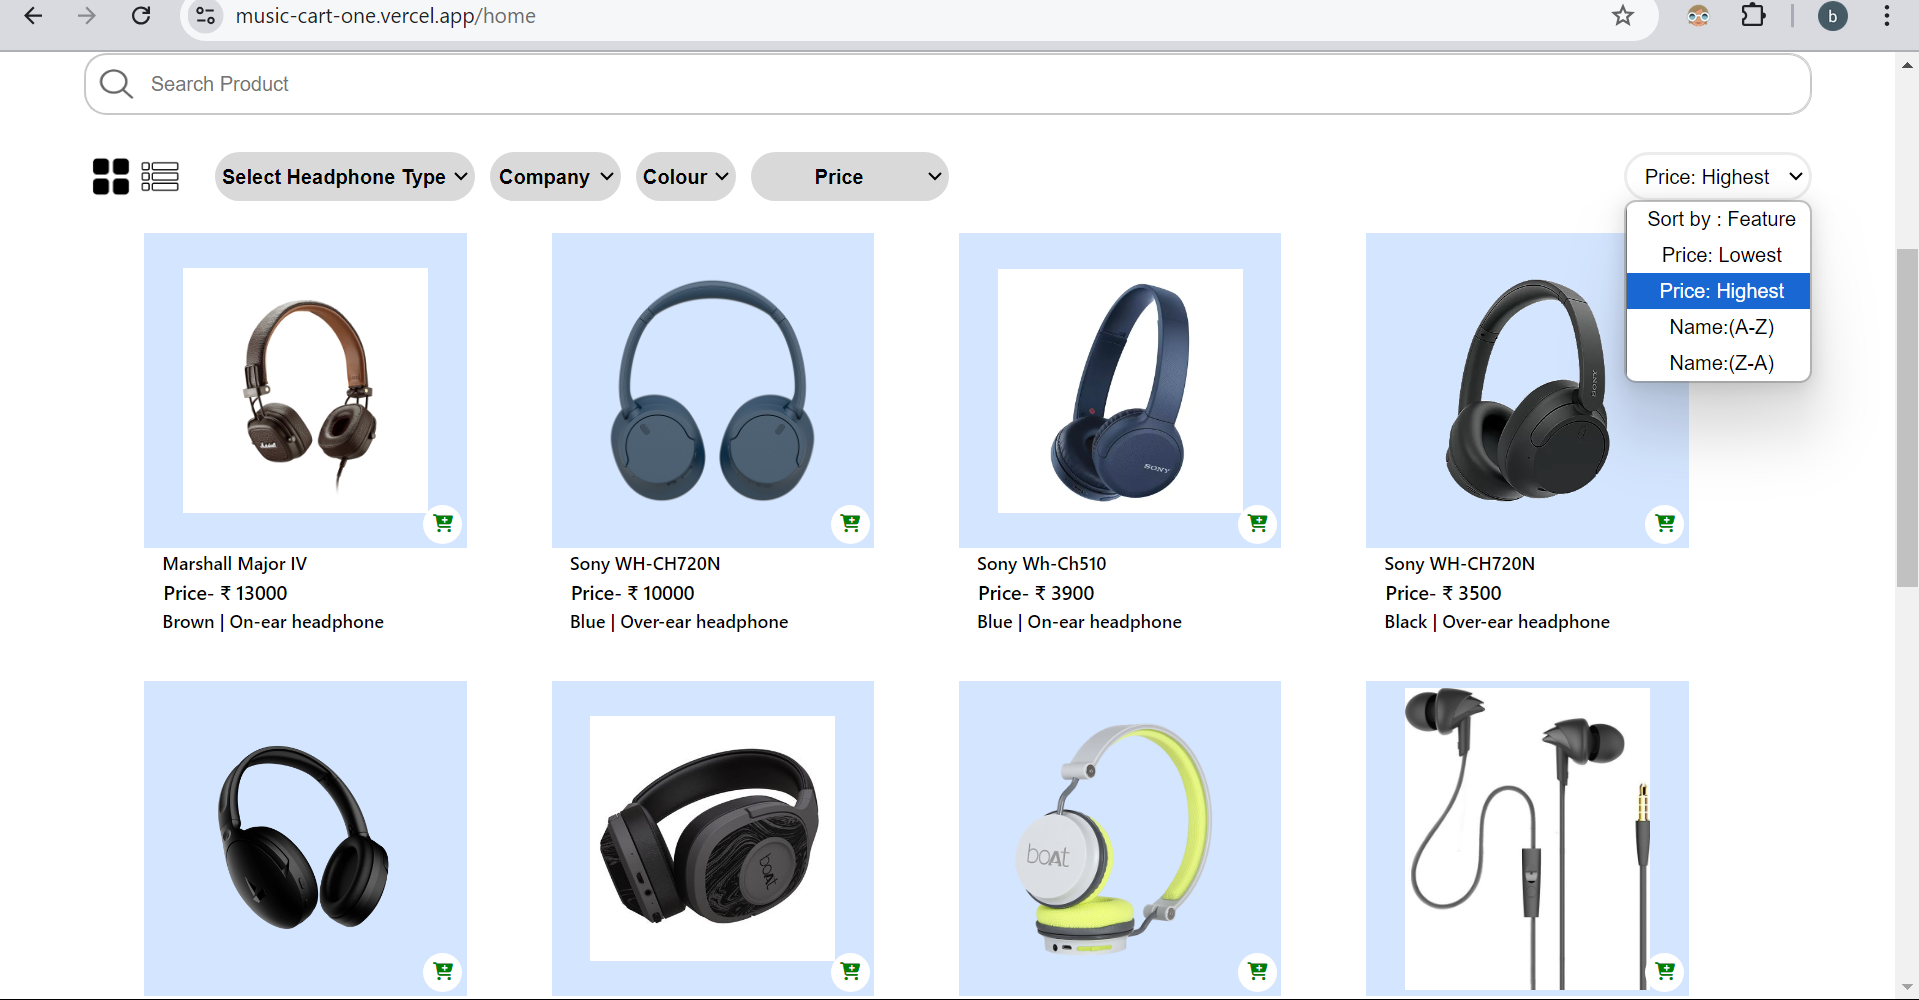 music-cart-one.vercel.app/home
b
Search Product
Select Headphone Type
Company
Colour
Price
Price: Highest
Sort by : Feature
Price: Lowest
Price: Highest
Name:(A-Z)
Name:(Z-A)
Marshall
SONY
SONY
Marshall Major IV
Price- ₹ 13000
Brown | On-ear headphone
Sony WH-CH720N
Price- ₹ 10000
Blue | Over-ear headphone
Sony Wh-Ch510
Price- ₹ 3900
Blue | On-ear headphone
Sony WH-CH720N
Price- ₹ 3500
Black | Over-ear headphone
boAt
boAt